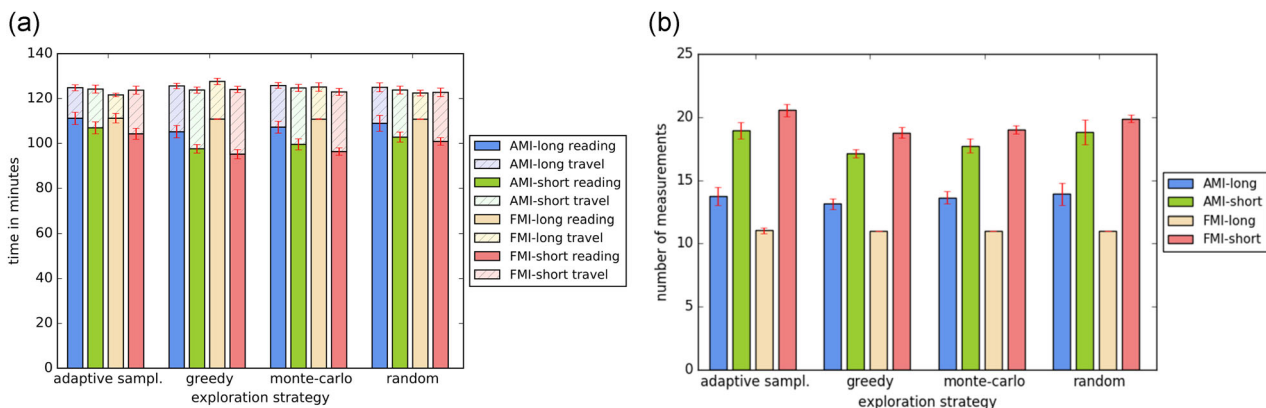 (a)
140
120
100
80
60
40
20
0
time in minutes
adaptive sampl. greedy monte-carlo random
exploration strategy
AMI-long reading
AMI-long travel
AMI-short reading
AMI-short travel
FMI-long reading
FMI-long travel
FMI-short reading
FMI-short travel
(b)
25
20
15
10
5
0
number of measurements
adaptive sampl. greedy monte-carlo random
exploration strategy
AMI-long
AMI-short
FMI-long
FMI-short